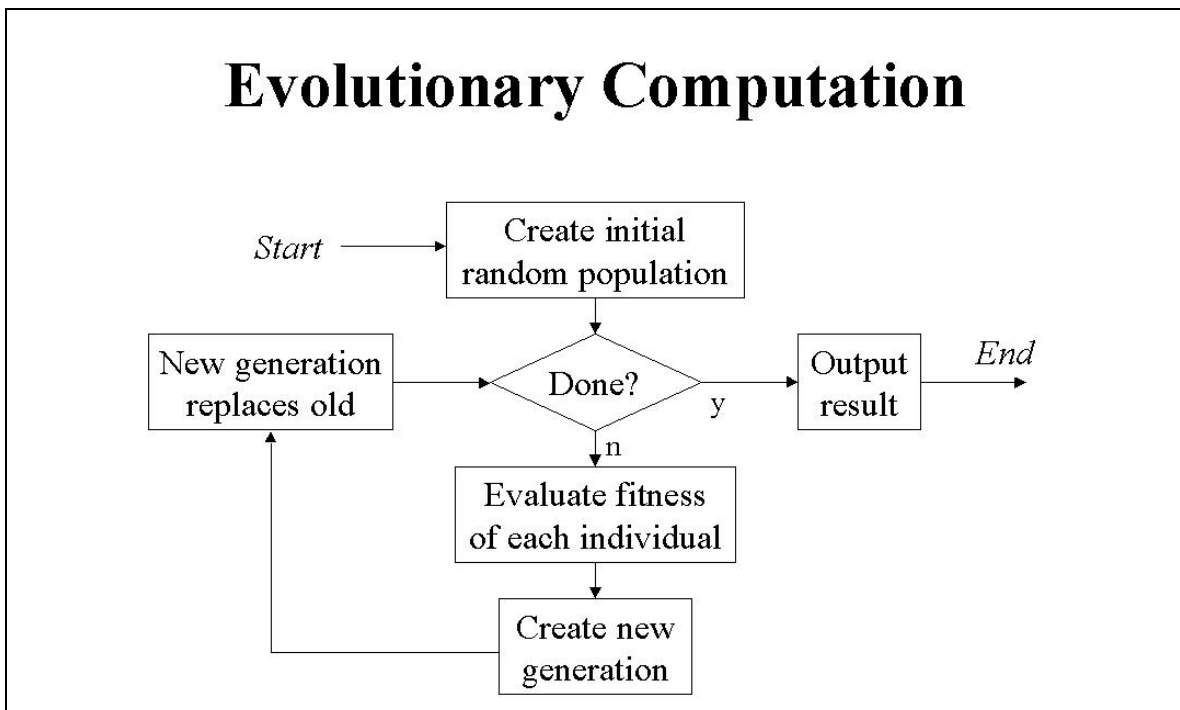 Evolutionary Computation
Start
Create initial
random population
New generation
replaces old
Done?
y
Output
result
End
n
Evaluate fitness
of each individual
Create new
generation